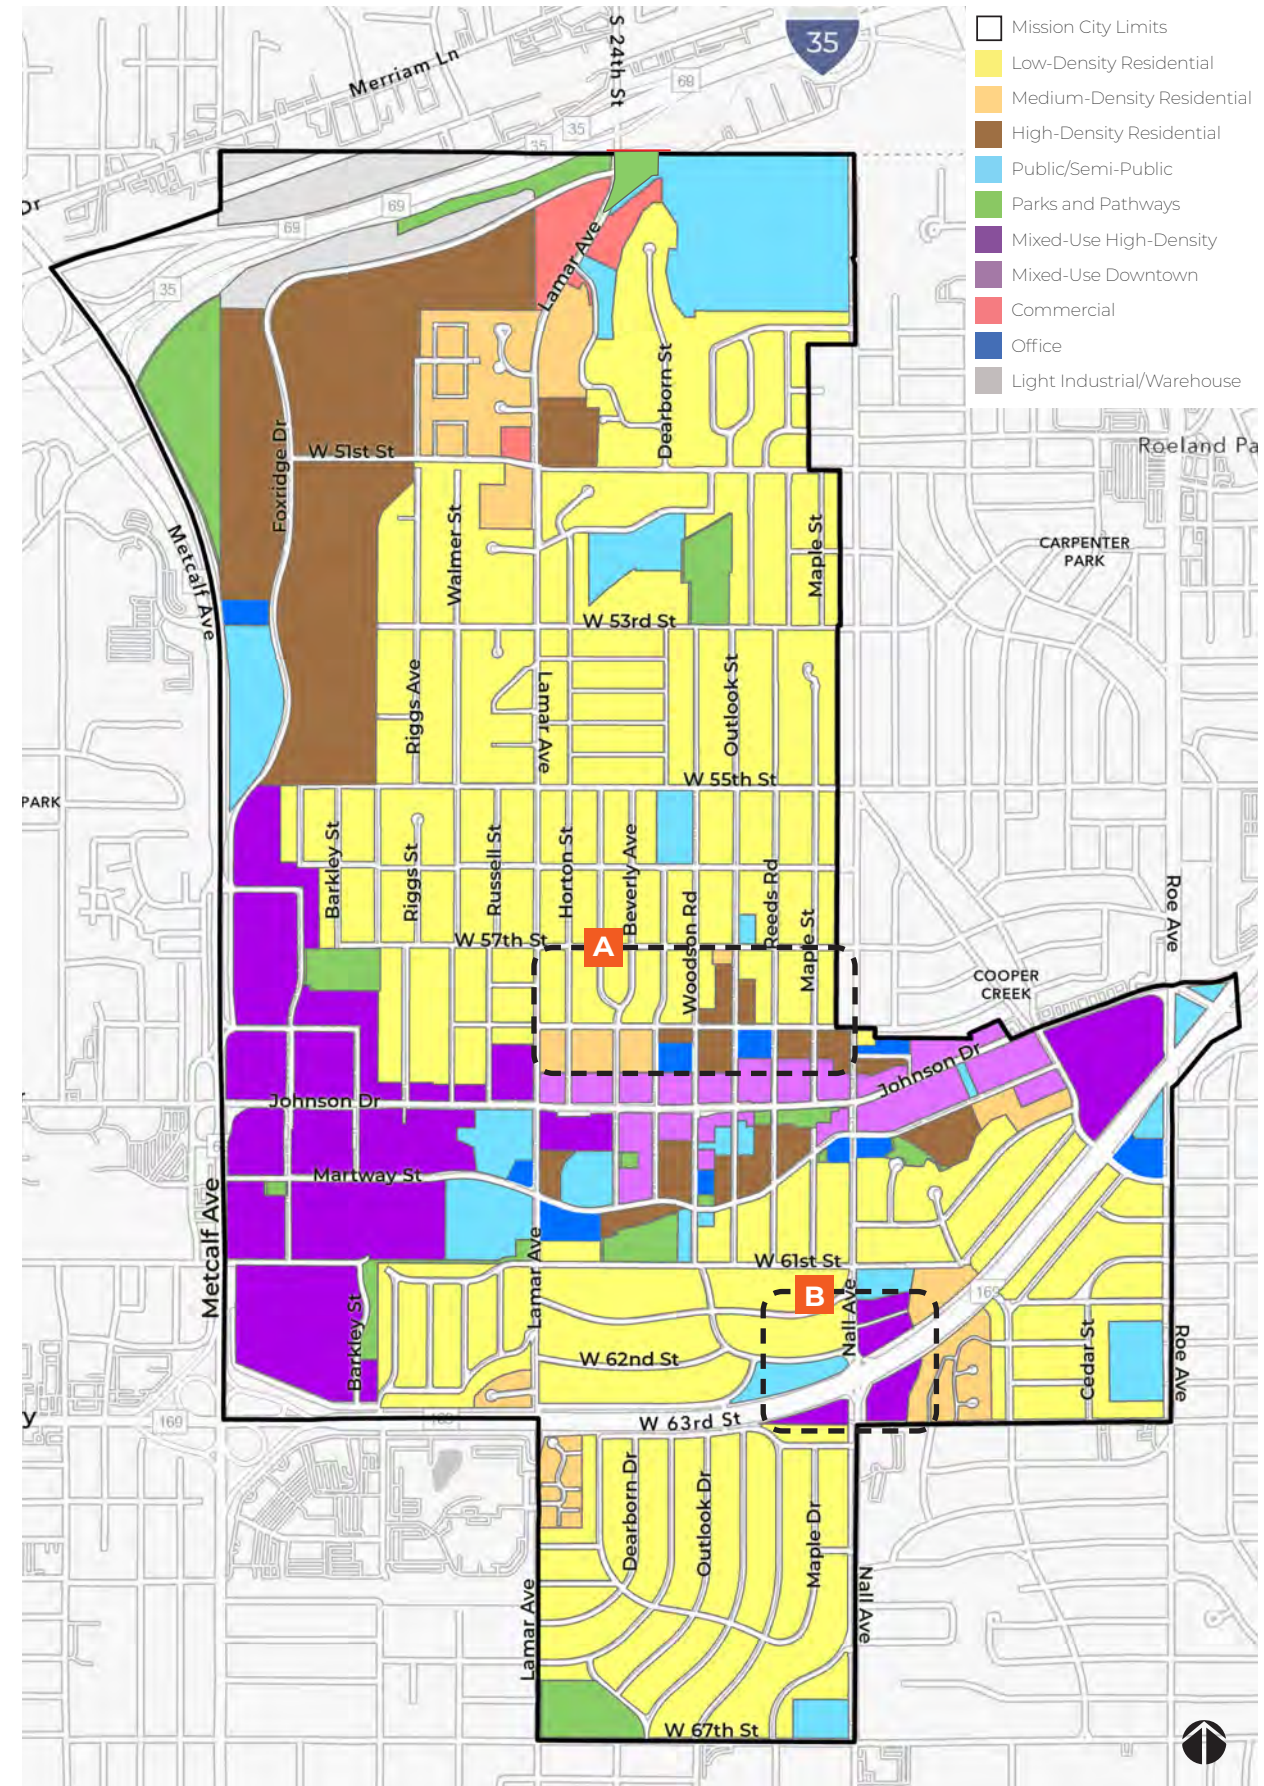 S 24th St
35
Merriam Ln
69
35
35
Dr
69
69
35
Mission City Limits
Low-Density Residential
Medium-Density Residential
High-Density Residential
Public/Semi-Public
Parks and Pathways
Mixed-Use High-Density
Mixed-Use Downtown
Commercial
Office
Light Industrial/Warehouse
Lamar Ave
Dearborn St
Foxridge Dr
W 51st St
Roeland Pa
Walmer St
Maple St
CARPENTER
PARK
Metcalf Ave
W 53rd St
Riggs Ave
Lamar Ave
Outlook St
W 55th St
PARK
Barkley St
Riggs St
Russell St
Horton St
Beverly Ave
Woodson Rd
Reeds Rd
Maple St
Roe Ave
W 57th St
A
COOPER
CREEK
Johnson Dr
Johnson Dr
Martway St
Metcalf Ave
Lamar Ave
W 61st St
B
Nall Ave
169
Barkley St
W 62nd St
Cedar St
Roe Ave
y
169
169
W 63rd St
Dearborn Dr
Outlook Dr
Maple Dr
Lamar Ave
Nall Ave
W 67th St